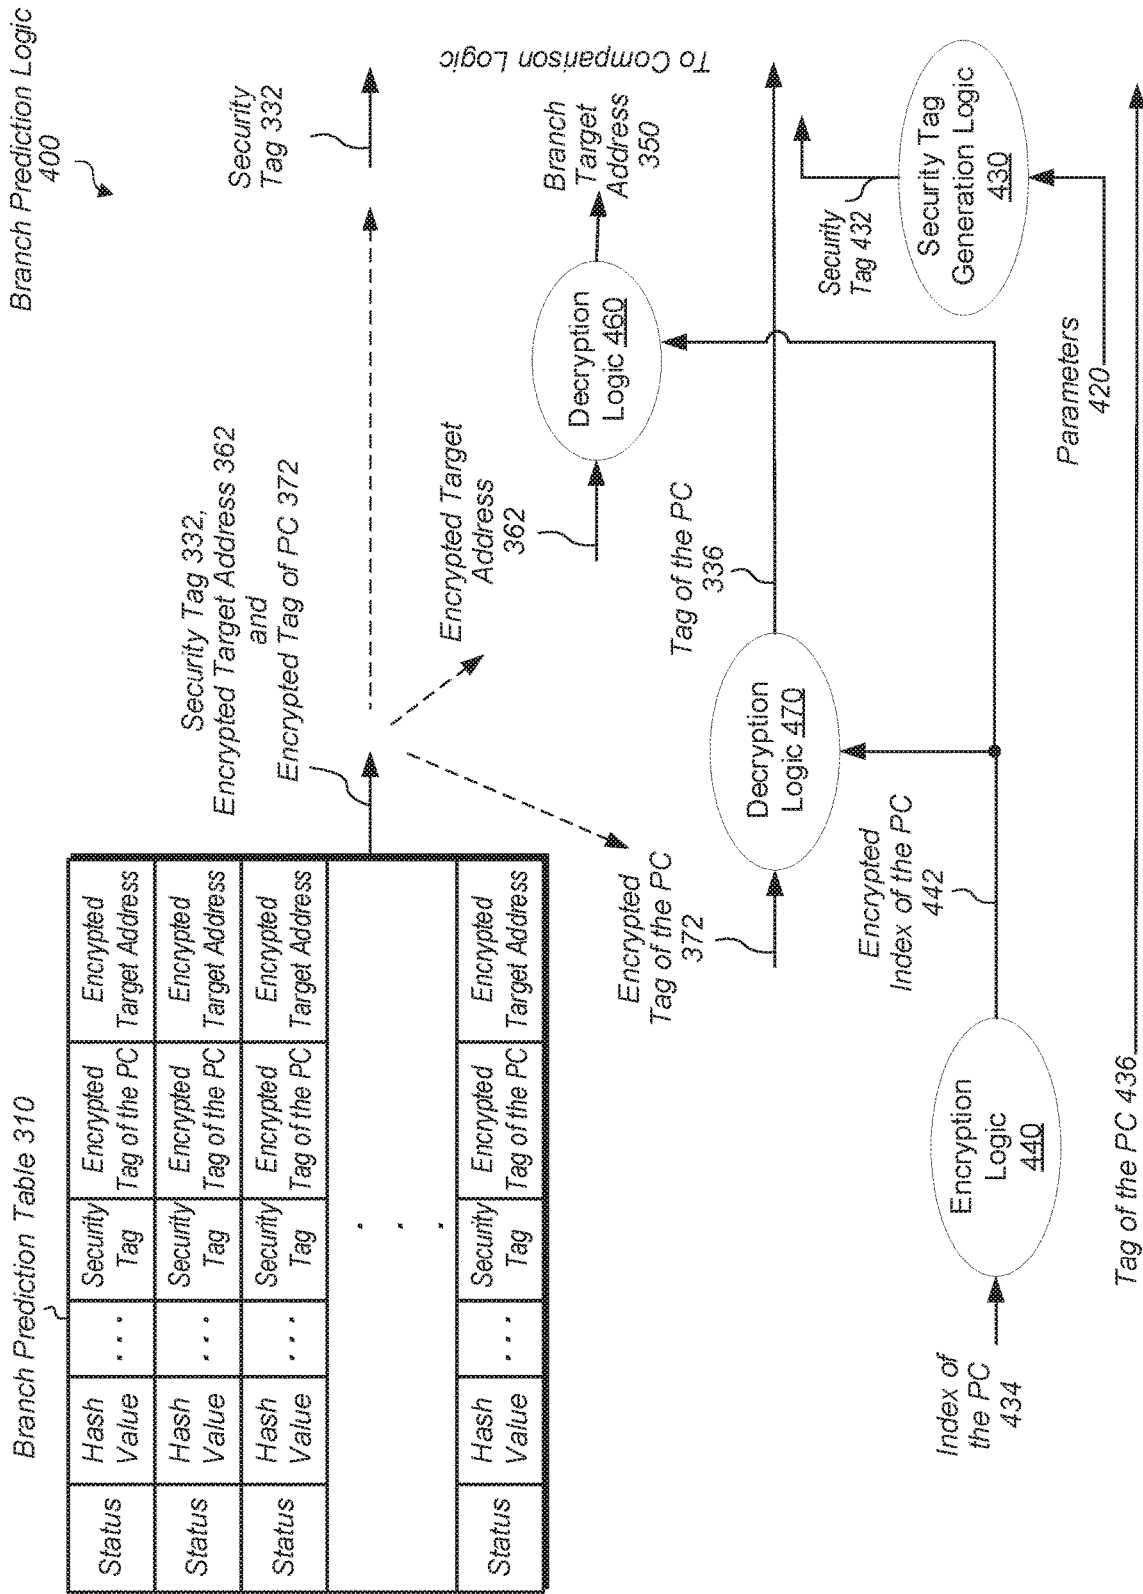 Branch Prediction Logic
400
Branch Prediction Table 310
Status
Hash
Value
. . .
Security
Tag
Encrypted
Tag of the PC
Encrypted
Target Address
Status
Hash
Value
. . .
Security
Tag
Encrypted
Tag of the PC
Encrypted
Target Address
Status
Hash
Value
. . .
Security
Tag
Encrypted
Tag of the PC
Encrypted
Target Address
. . .
Status
Hash
Value
. . .
Security
Tag
Encrypted
Tag of the PC
Encrypted
Target Address
Security Tag 332,
Encrypted Target Address 362
and
Encrypted Tag of PC 372
Security
Tag 332
To Comparison Logic
Encrypted Target
Address
362
Decryption
Logic 460
Branch
Target
Address
350
Encrypted
Tag of the PC
372
Decryption
Logic 470
Tag of the PC
336
Security
Tag 432
Security Tag
Generation Logic
430
Parameters
420
Index of
the PC
434
Encryption
Logic
440
Encrypted
Index of the PC
442
Tag of the PC 436